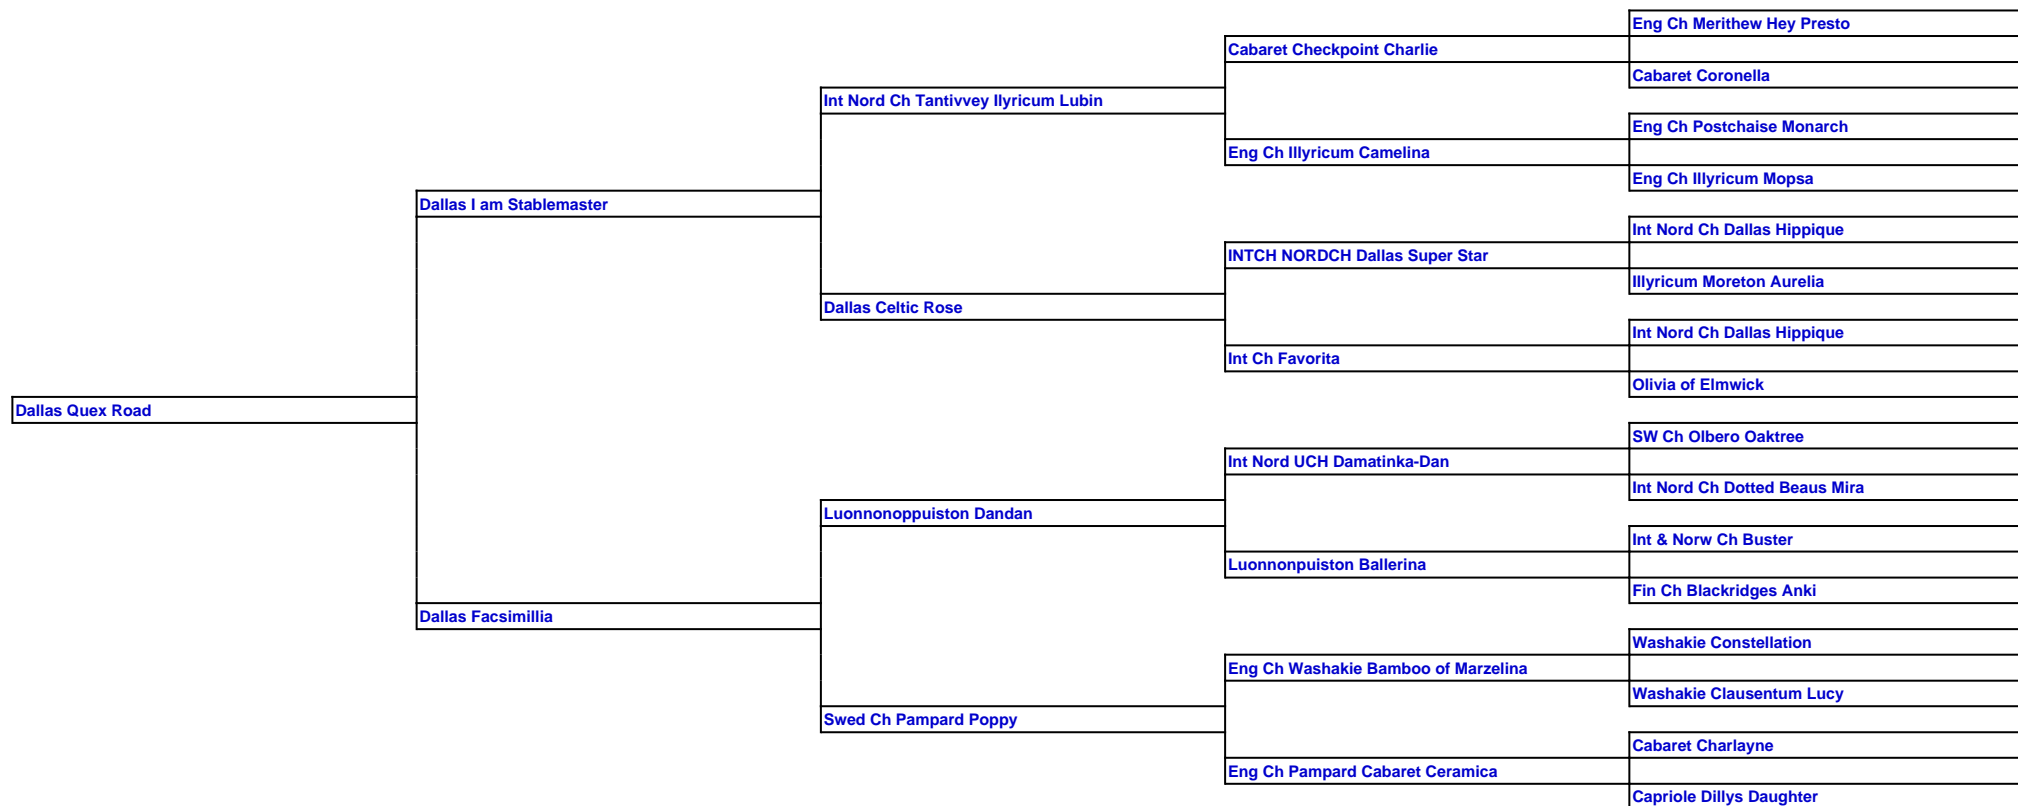 Eng Ch Merithew Hey Presto
Cabaret Checkpoint Charlie
Cabaret Coronella
Int Nord Ch Tantivvey Ilyricum Lubin
Eng Ch Postchaise Monarch
Eng Ch Illyricum Camelina
Eng Ch Illyricum Mopsa
Dallas I am Stablemaster
Int Nord Ch Dallas Hippique
INTCH NORDCH Dallas Super Star
Illyricum Moreton Aurelia
Dallas Celtic Rose
Int Nord Ch Dallas Hippique
Int Ch Favorita
Olivia of Elmwick
Dallas Quex Road
SW Ch Olbero Oaktree
Int Nord UCH Damatinka-Dan
Int Nord Ch Dotted Beaus Mira
Luonnonoppuiston Dandan
Int & Norw Ch Buster
Luonnonpuiston Ballerina
Fin Ch Blackridges Anki
Dallas Facsimillia
Washakie Constellation
Eng Ch Washakie Bamboo of Marzelina
Washakie Clausentum Lucy
Swed Ch Pampard Poppy
Cabaret Charlayne
Eng Ch Pampard Cabaret Ceramica
Capriole Dillys Daughter